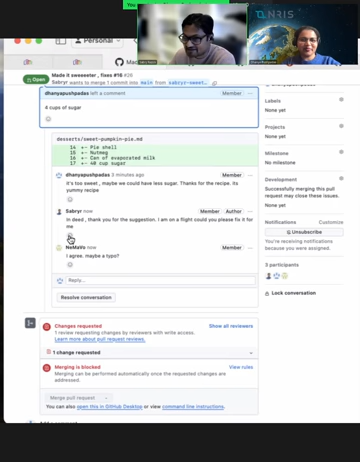 Personal
NRIS
Made it sweeeter , fixes #16 #26
Open
Sabryr wants to merge 1 commit into main from sabryr-sweet…
dhanyapushpadas left a comment
Member
4 cups of sugar
desserts/sweet-pumpkin-pie.md
14 +- Pie shell
15 +- Nutmeg
16 +- Can of evaporated milk
17 +- 40 cup sugar
dhanyapushpadas 3 minutes ago
Member
It's too sweet , maybe we could have less sugar. Thanks for the recipe. Its
yummy recipe
Sabryr now
Member
Author
In deed , thank you for the suggestion. I am on a flight could you please fix it for
me
NeMaVo now
Member
I agree. maybe a typo?
Reply...
Resolve conversation
Changes requested
Show all reviewers
1 review requesting changes by reviewers with write access.
Learn more about pull request reviews.
1 change requested
Merging is blocked
View rules
Merging can be performed automatically once the requested changes are
addressed.
Merge pull request
You can also open this in GitHub Desktop or view command line instructions.
Labels
None yet
Projects
None yet
Milestone
No milestone
Development
Successfully merging this pull
request may close these issues.
None yet
Notifications
Customize
Unsubscribe
You're receiving notifications
because you were assigned.
3 participants
Lock conversation